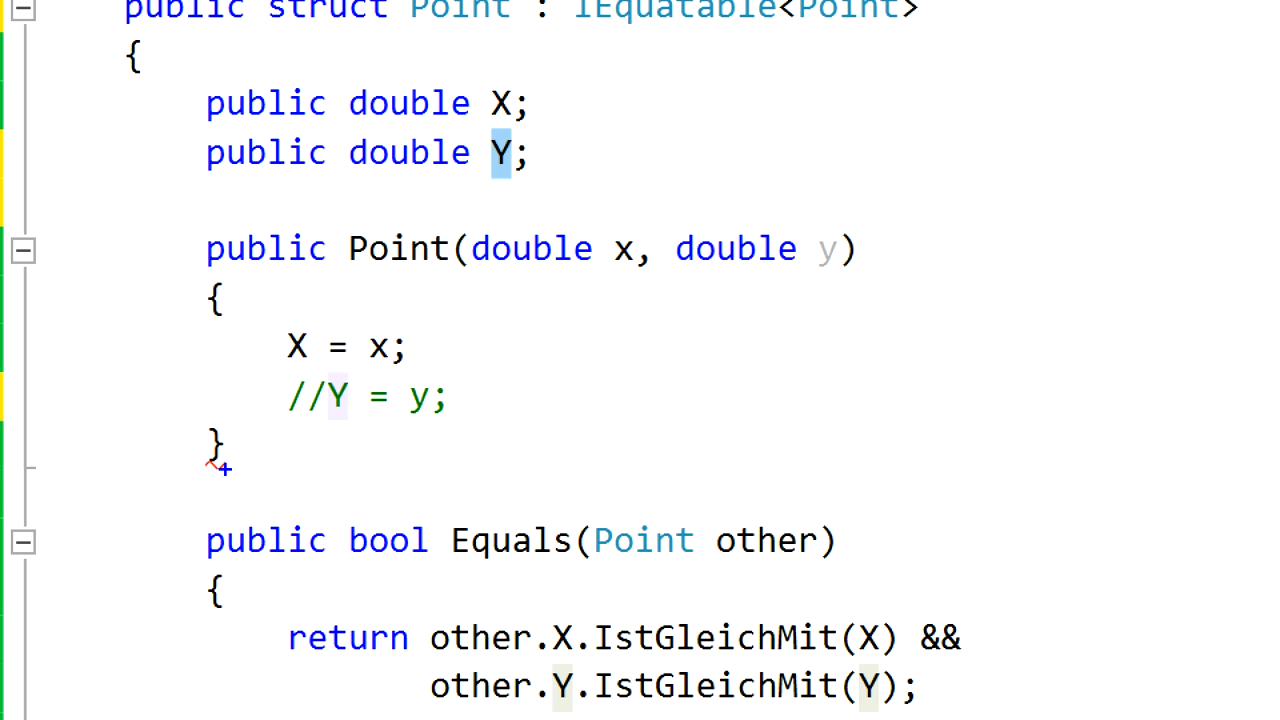 public struct Point : IEquatable<Point>
{
public double X;
public double Y;
public Point(double x, double y)
{
X = x;
//Y = y;
}
public bool Equals(Point other)
{
return other.X.IstGleichMit(X) &&
other.Y.IstGleichMit(Y);